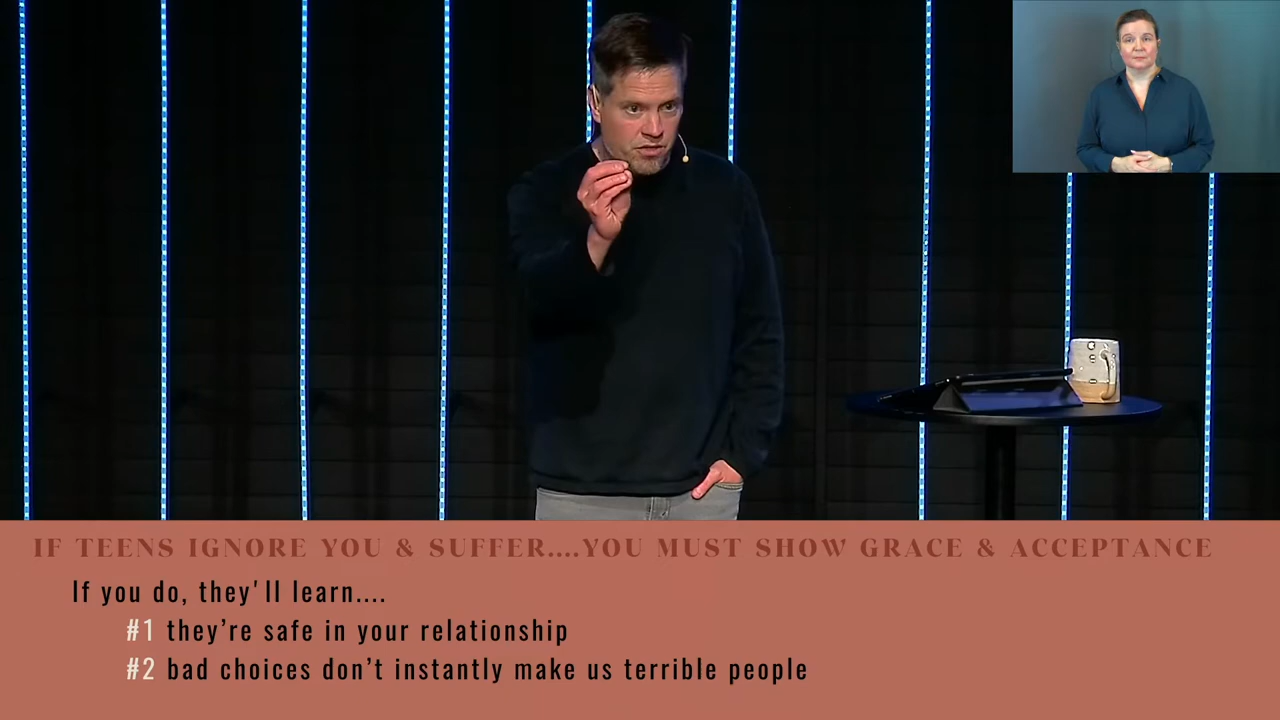 IF TEENS IGNORE YOU & SUFFER....YOU MUST SHOW GRACE & ACCEPTANCE
If you do, they'll learn....
#1 they’re safe in your relationship
#2 bad choices don’t instantly make us terrible people